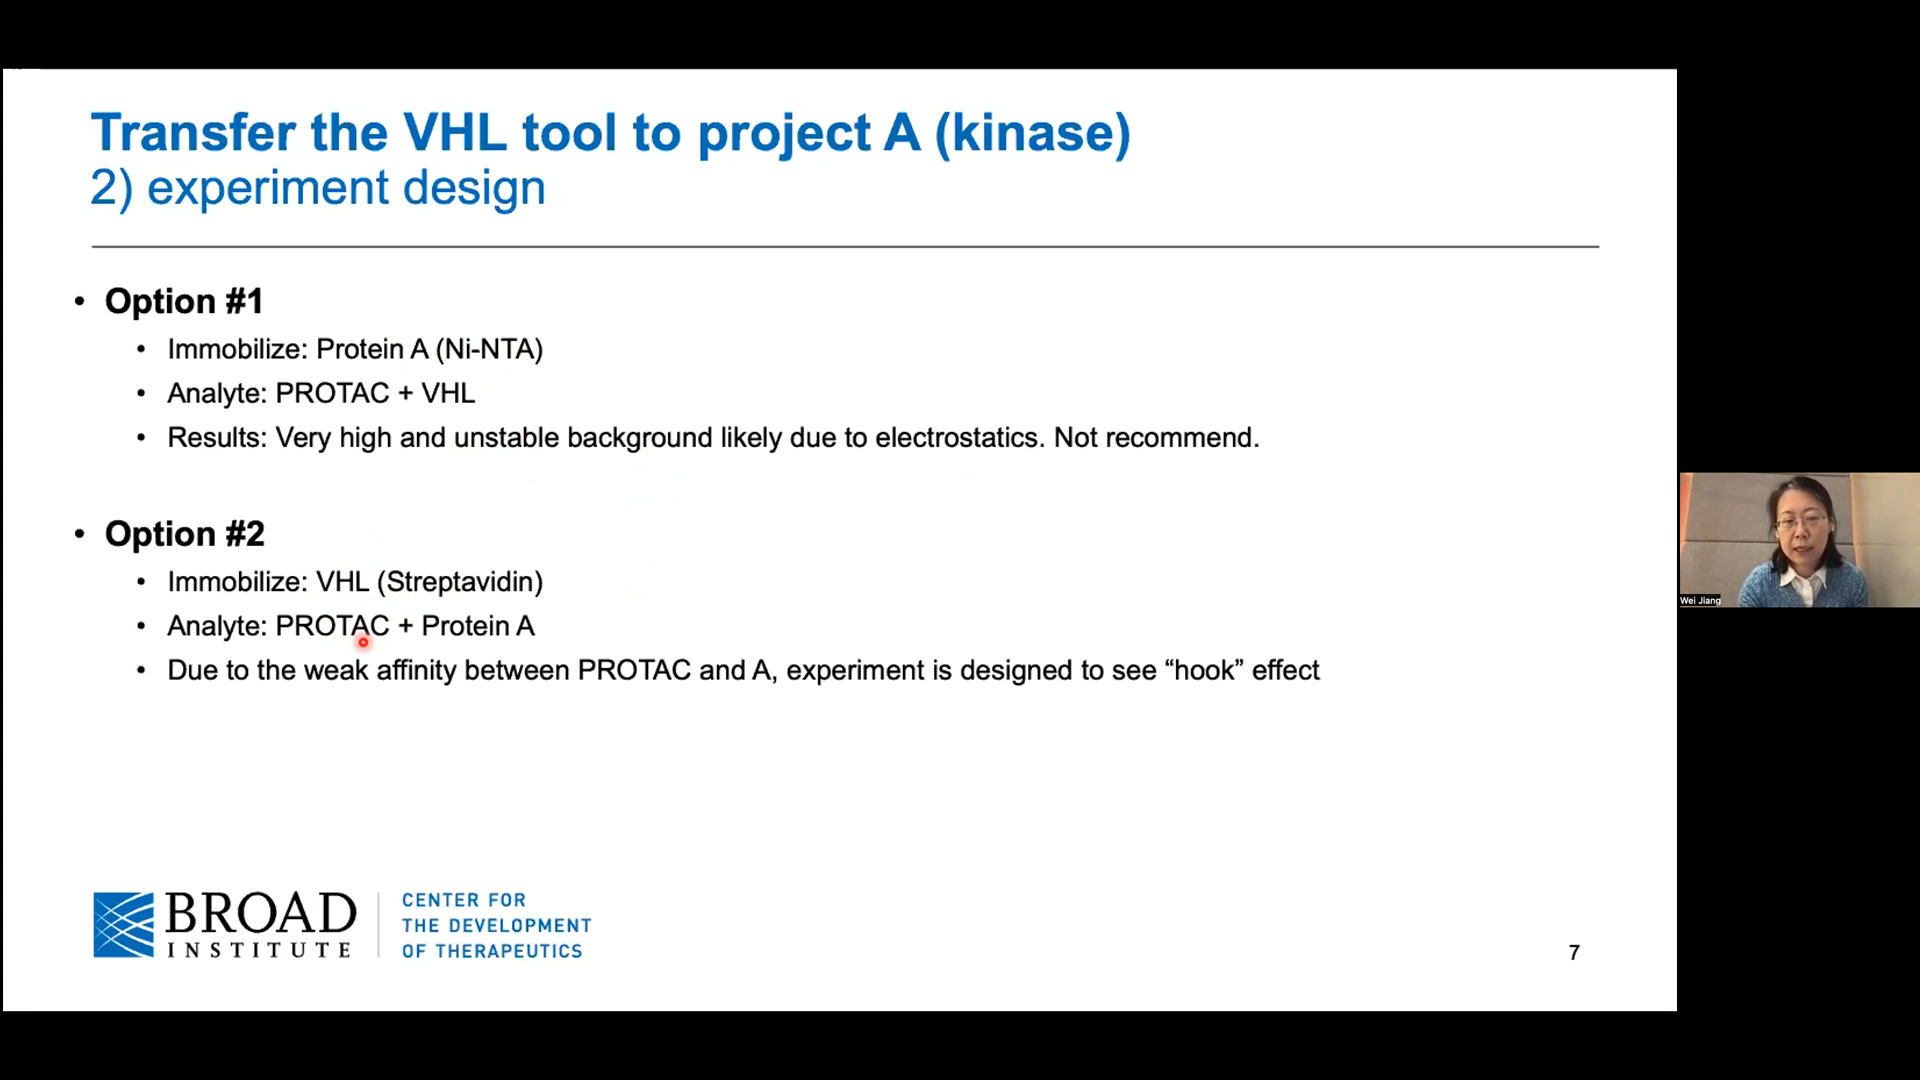 Transfer the VHL tool to project A (kinase)
2) experiment design
• Option #1
• Immobilize: Protein A (Ni-NTA)
• Analyte: PROTAC + VHL
• Results: Very high and unstable background likely due to electrostatics. Not recommend.
• Option #2
• Immobilize: VHL (Streptavidin)
• Analyte: PROTAC + Protein A
• Due to the weak affinity between PROTAC and A, experiment is designed to see “hook” effect
Wei Jiang
BROAD
INSTITUTE
CENTER FOR
THE DEVELOPMENT
OF THERAPEUTICS
7